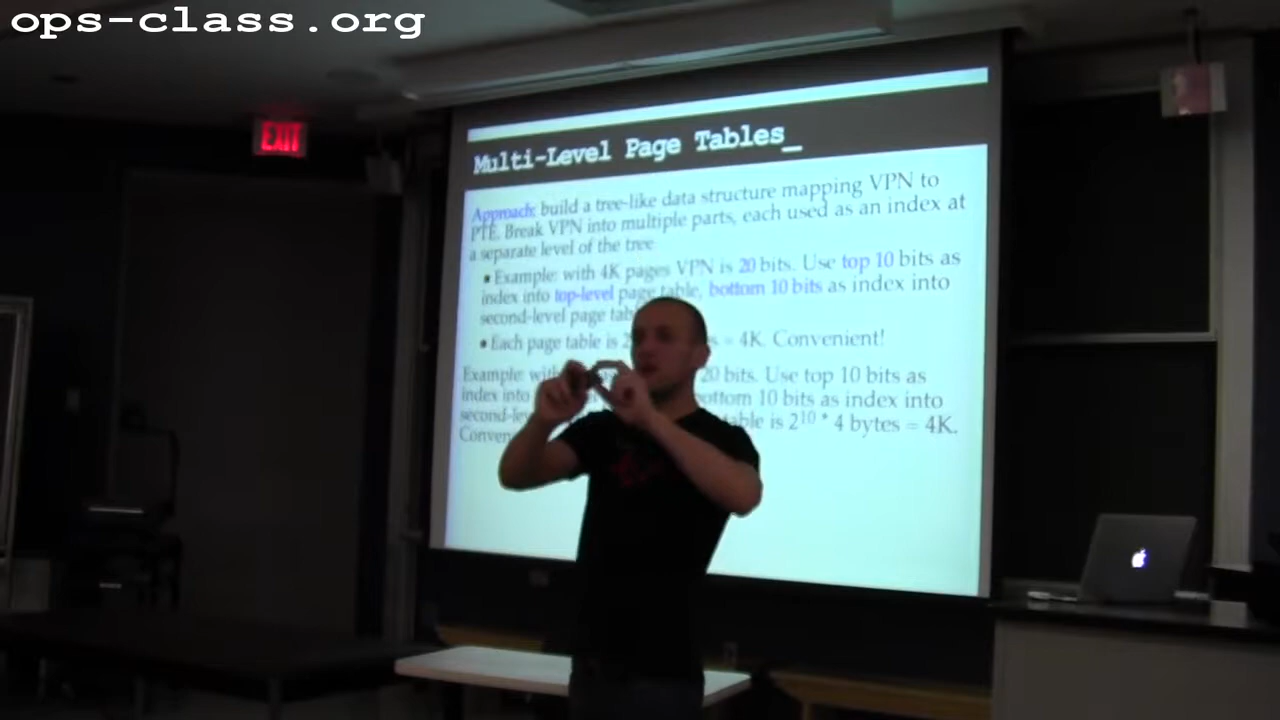 ops-class.org
EXIT
Multi-Level Page Tables_
Approach: build a tree-like data structure mapping VPN to
PTE. Break VPN into multiple parts, each used as an index at
a separate level of the tree
▪ Example: with 4K pages VPN is 20 bits. Use top 10 bits as
index into top-level page table, bottom 10 bits as index into
second-level page
▪ Each page table is = 4K. Convenient!
Example: 20 bits. Use top 10 bits as
index into bottom 10 bits as index into
is 2¹⁰ * 4 bytes = 4K.